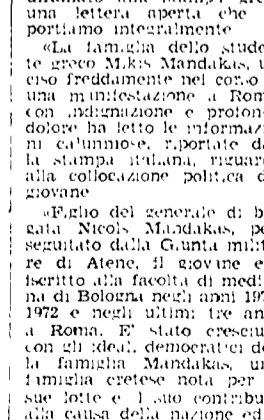 una lettera aperta che
portiamo integralmente
«La famiglia dello stude
te greco Mikis Mandakas, u
ciso freddamente nel corso
una manifestazione a Rom
con indignazione e profon
dolore ha letto le informaz
ni calunniose, riportate da
la stampa italiana, riguar
alla collocazione politica d
giovane
«Figlio del generale di b
gata Nicols Mandakas, pe
seguitato dalla Giunta milit
re di Atene, il giovane e
iscritto alla facoltà di medi
na di Bologna negli anni 197
1972 e negli ultimi tre an
a Roma. E' stato cresciu
con gli ideali democratici de
la famiglia Mandakas, u
famiglia cretese nota per
sue lotte e il suo contribu
alla causa della nazione ed